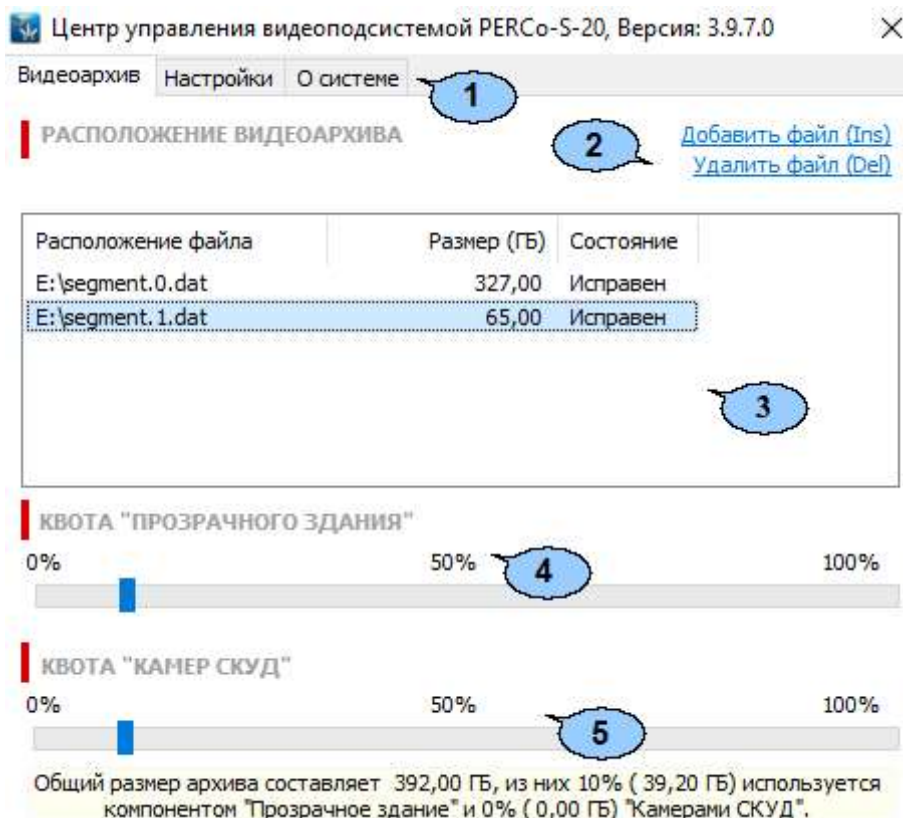 Центр управления видеоподсистемой PERCo-S-20, Версия: 3.9.7.0
Видеоархив Настройки О системе
1
РАСПОЛОЖЕНИЕ ВИДЕОАРХИВА
2
Добавить файл (Ins)
Удалить файл (Del)
Расположение файла Размер (ГБ) Состояние
E:\segment.0.dat 327,00 Исправен
E:\segment.1.dat 65,00 Исправен
3
КВОТА "ПРОЗРАЧНОГО ЗДАНИЯ"
0% 50% 100%
4
КВОТА "КАМЕР СКУД"
0% 50% 100%
5
Общий размер архива составляет 392,00 ГБ, из них 10% ( 39,20 ГБ) используется
компонентом "Прозрачное здание" и 0% ( 0,00 ГБ) "Камерами СКУД".